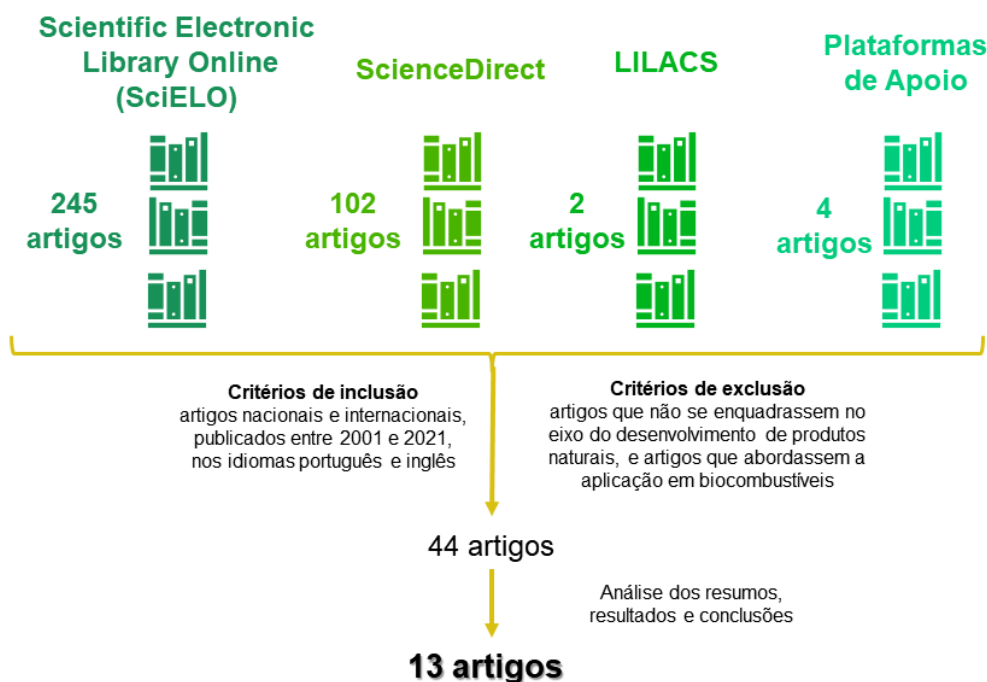 Scientific Electronic
Library Online
(SciELO)
ScienceDirect
LILACS
Plataformas
de Apoio
245
artigos
102
artigos
2
artigos
4
artigos
Critérios de inclusão
artigos nacionais e internacionais,
publicados entre 2001 e 2021,
nos idiomas português e inglês
Critérios de exclusão
artigos que não se enquadrassem no
eixo do desenvolvimento de produtos
naturais, e artigos que abordassem a
aplicação em biocombustíveis
44 artigos
Análise dos resumos,
resultados e conclusões
13 artigos